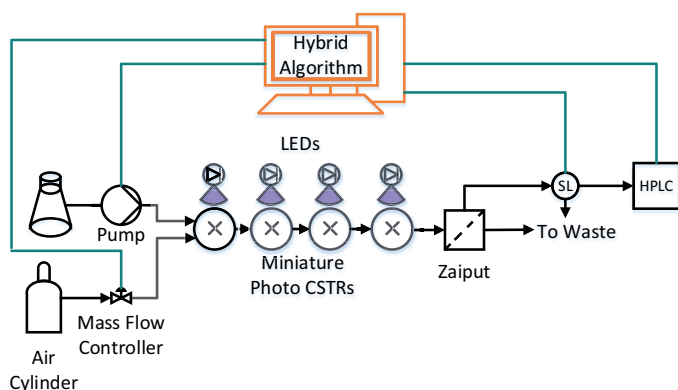 Hybrid
Algorithm
LEDs
SL
HPLC
Pump
To Waste
Miniature
Photo CSTRs
Zaiput
Mass Flow
Controller
Air
Cylinder